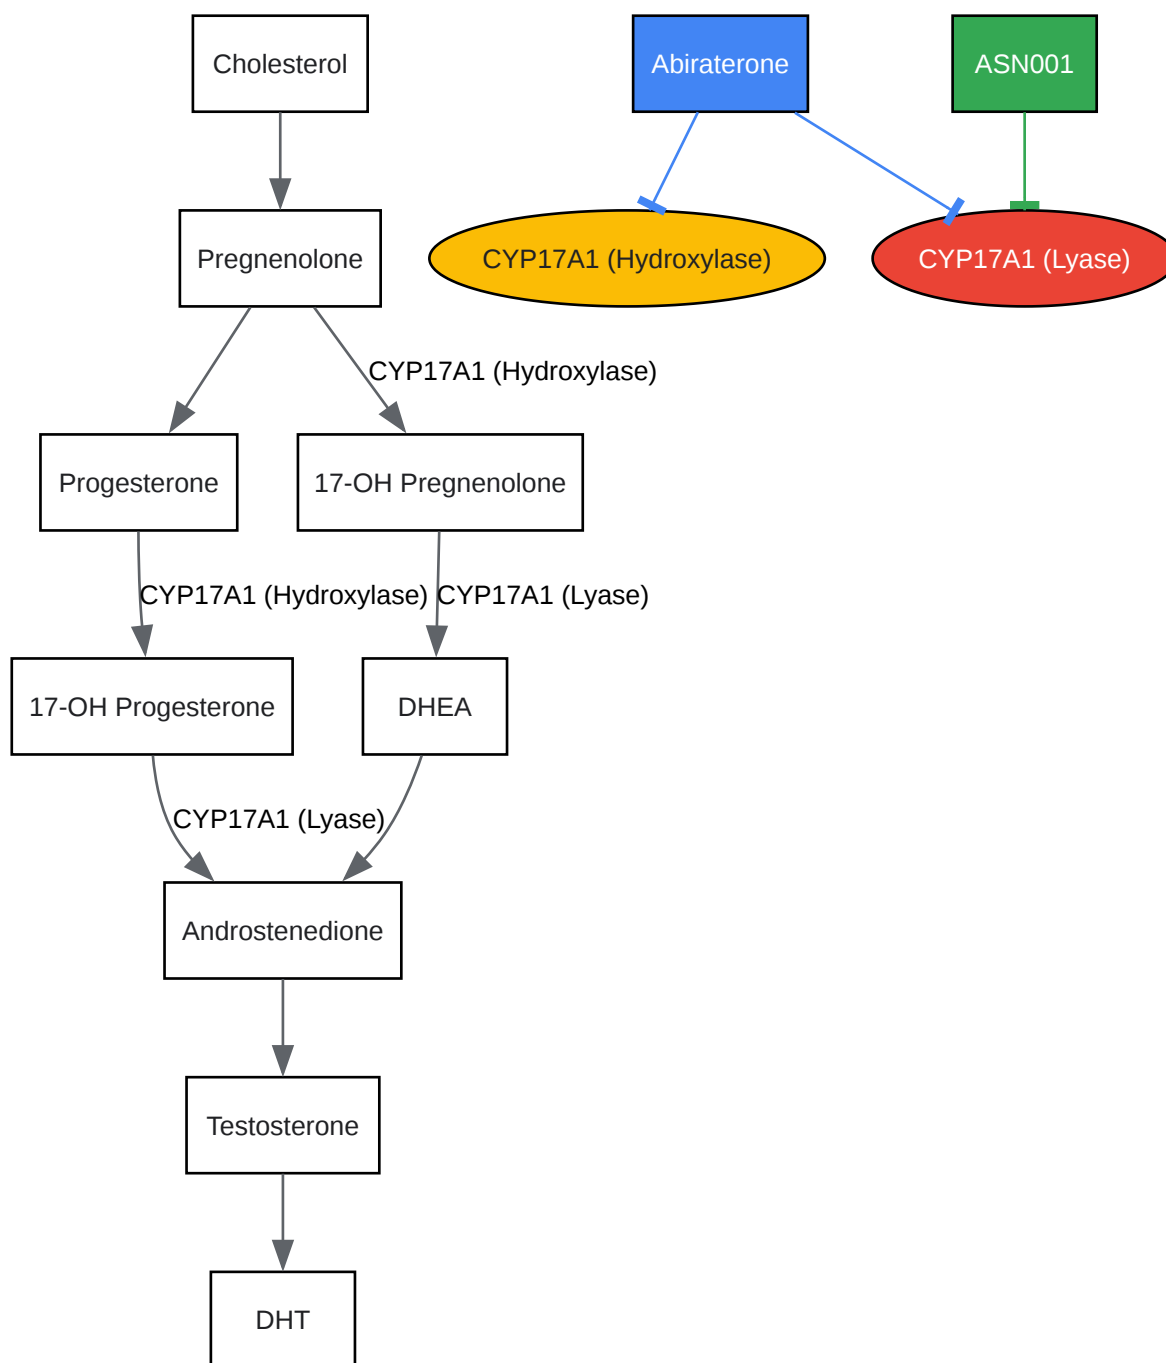 Cholesterol
Abiraterone
ASN001
Pregnenolone
CYP17A1 (Hydroxylase)
CYP17A1 (Lyase)
CYP17A1 (Hydroxylase)
Progesterone
17-OH Pregnenolone
CYP17A1 (Hydroxylase)
CYP17A1 (Lyase)
17-OH Progesterone
DHEA
CYP17A1 (Lyase)
Androstenedione
Testosterone
DHT